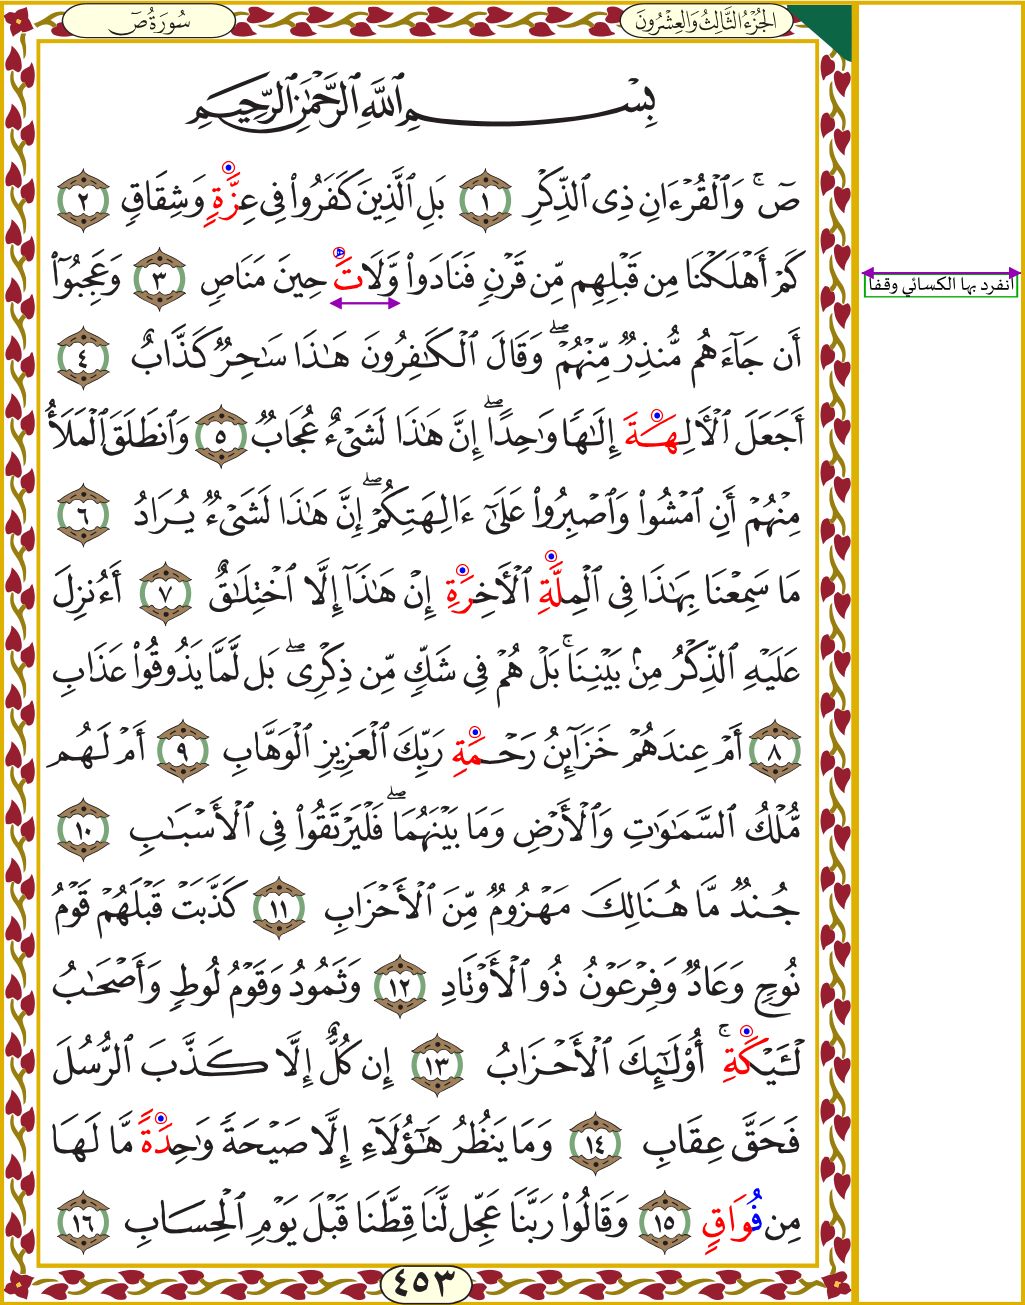 الجُزْءُ الثَّالِثُ وَالعِشْرُونَ
سُورَةُ صٓ
بِسْمِ ٱللَّهِ ٱلرَّحْمَٰنِ ٱلرَّحِيمِ
صٓ ۚ وَٱلْقُرْءَانِ ذِى ٱلذِّكْرِ ١ بَلِ ٱلَّذِينَ كَفَرُوا۟ فِى عِزَّةٍ وَشِقَاقٍ ٢
كَمْ أَهْلَكْنَا مِن قَبْلِهِم مِّن قَرْنٍ فَنَادَوا۟ وَّلَاتَ حِينَ مَنَاصٍ ٣ وَعَجِبُوٓا۟
أَن جَآءَهُم مُّنذِرٌ مِّنْهُمْ ۖ وَقَالَ ٱلْكَٰفِرُونَ هَٰذَا سَٰحِرٌ كَذَّابٌ ٤
أَجَعَلَ ٱلْأَلِهَةَ إِلَٰهًا وَٰحِدًا ۖ إِنَّ هَٰذَا لَشَىْءٌ عُجَابٌ ٥ وَٱنطَلَقَ ٱلْمَلَأُ
مِنْهُمْ أَنِ ٱمْشُوا۟ وَٱصْبِرُوا۟ عَلَىٰٓ ءَالِهَتِكُمْ ۖ إِنَّ هَٰذَا لَشَىْءٌ يُرَادُ ٦
مَا سَمِعْنَا بِهَٰذَا فِى ٱلْمِلَّةِ ٱلْأَخِرَةِ إِنْ هَٰذَآ إِلَّا ٱخْتِلَٰقٌ ٧ أَءُنزِلَ
عَلَيْهِ ٱلذِّكْرُ مِنۢ بَيْنِنَا ۚ بَلْ هُمْ فِى شَكٍّ مِّن ذِكْرِى ۖ بَل لَّمَّا يَذُوقُوا۟ عَذَابِ
٨ أَمْ عِندَهُمْ خَزَآئِنُ رَحْمَةِ رَبِّكَ ٱلْعَزِيزِ ٱلْوَهَّابِ ٩ أَمْ لَهُم
مُّلْكُ ٱلسَّمَٰوَٰتِ وَٱلْأَرْضِ وَمَا بَيْنَهُمَا ۖ فَلْيَرْتَقُوا۟ فِى ٱلْأَسْبَٰبِ ١٠
جُندٌ مَّا هُنَالِكَ مَهْزُومٌ مِّنَ ٱلْأَحْزَابِ ١١ كَذَّبَتْ قَبْلَهُمْ قَوْمُ
نُوحٍ وَعَادٌ وَفِرْعَوْنُ ذُو ٱلْأَوْتَادِ ١٢ وَثَمُودُ وَقَوْمُ لُوطٍ وَأَصْحَٰبُ
لْـَٔيْكَةِ ۚ أُو۟لَٰٓئِكَ ٱلْأَحْزَابُ ١٣ إِن كُلٌّ إِلَّا كَذَّبَ ٱلرُّسُلَ
فَحَقَّ عِقَابِ ١٤ وَمَا يَنظُرُ هَٰٓؤُلَآءِ إِلَّا صَيْحَةً وَٰحِدَةً مَّا لَهَا
مِن فُوَاقٍ ١٥ وَقَالُوا۟ رَبَّنَا عَجِّل لَّنَا قِطَّنَا قَبْلَ يَوْمِ ٱلْحِسَابِ ١٦
٤٥٣
انفرد بها الكسائي وقفا